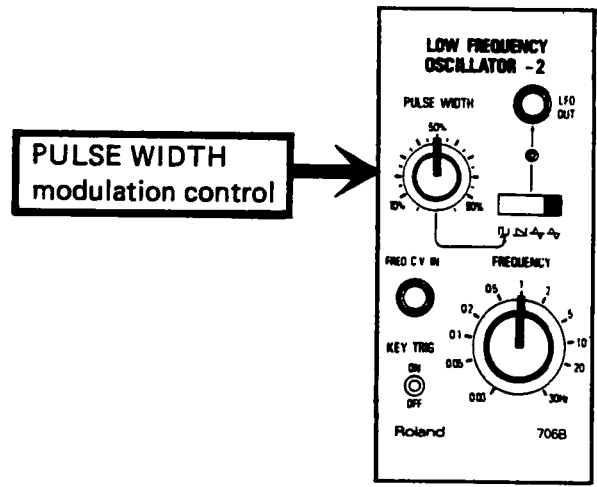 LOW FREQUENCY
OSCILLATOR -2
PULSE WIDTH
LFO
OUT
50%
10%
90%
PULSE WIDTH
modulation control
FREQ C V IN
FREQUENCY
0.03
0.05
0.1
0.2
0.5
1
2
5
10
20
30Hz
KEY TRIG
ON
OFF
Roland
706B